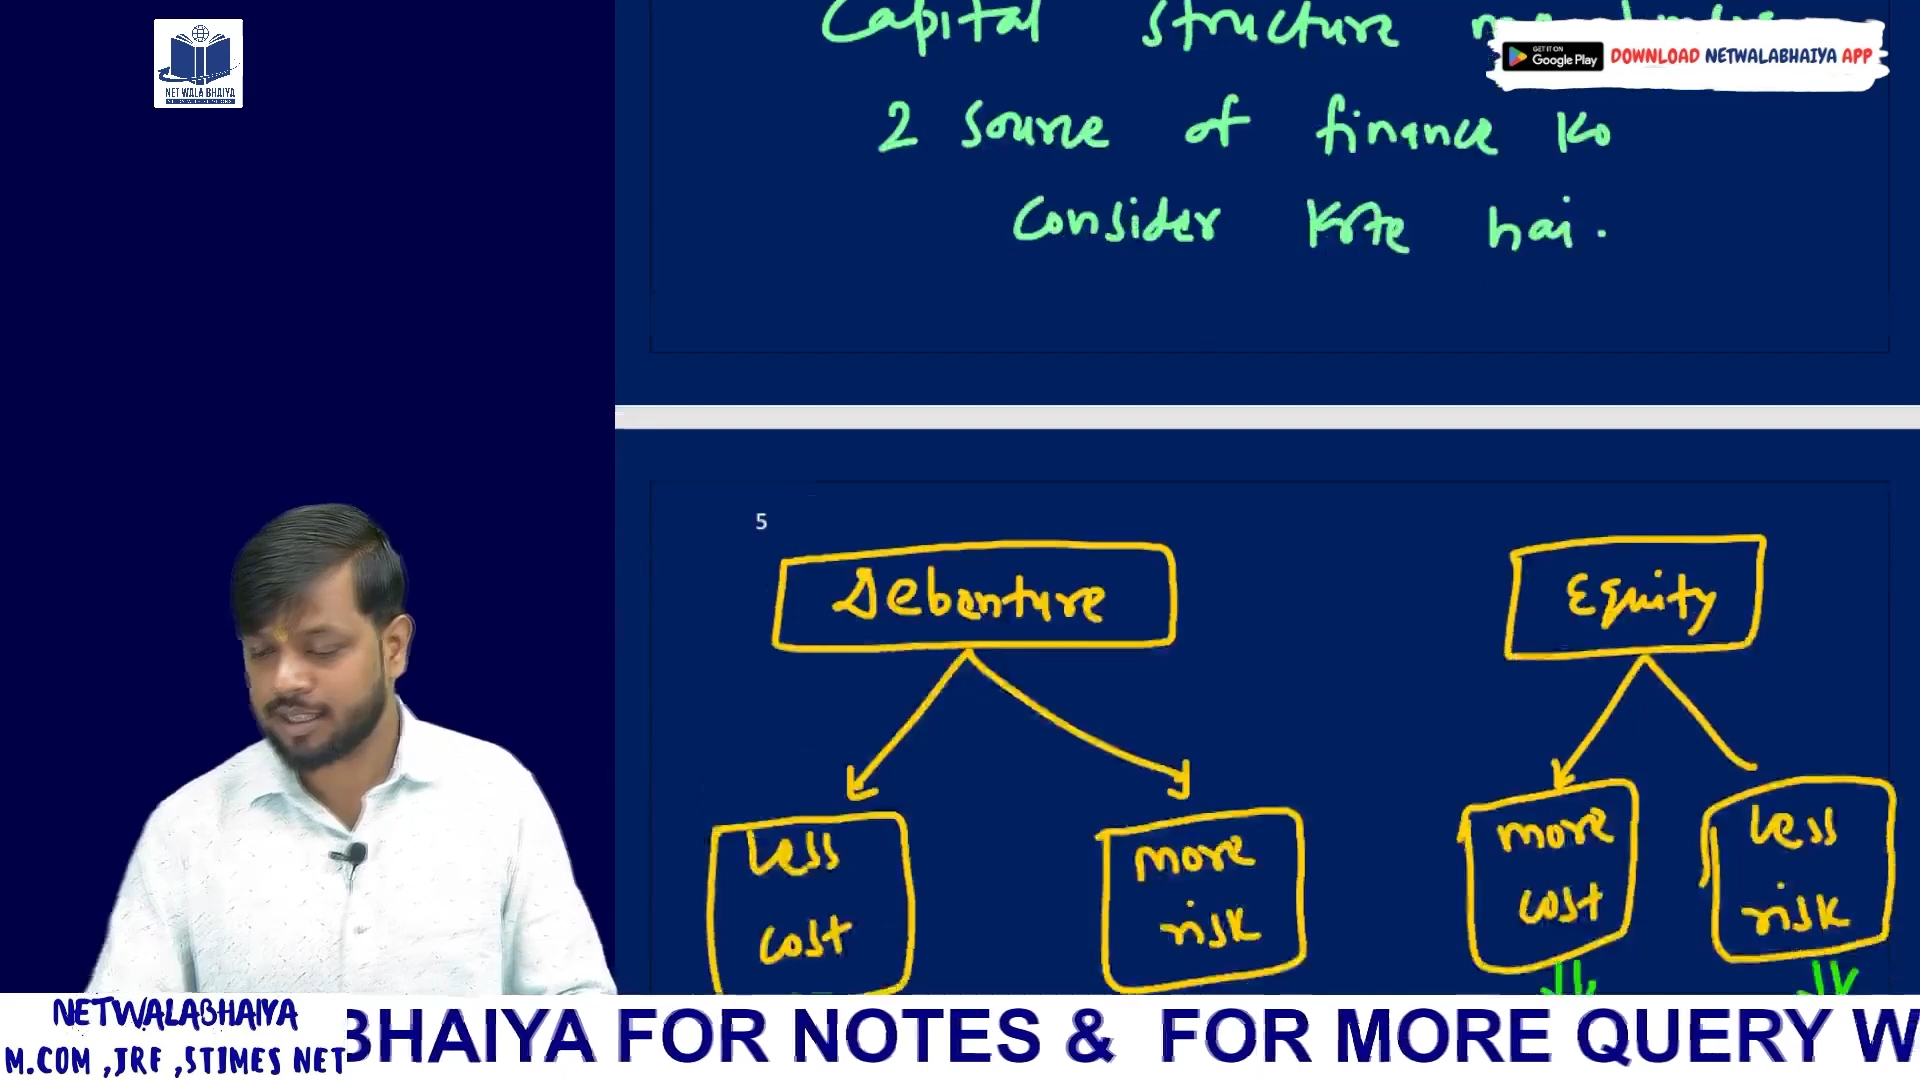 Capital structure
GET IT ON
Google Play
DOWNLOAD NETWALABHAIYA APP
2 source of finance ko
Consider krte hai.
NET WALA BHAIYA
5
Debenture
Equity
Less
cost
more
risk
more
cost
Less
risk
NETWALABHAIYA
M.COM ,JRF ,5TIMES NET
BHAIYA FOR NOTES & FOR MORE QUERY W